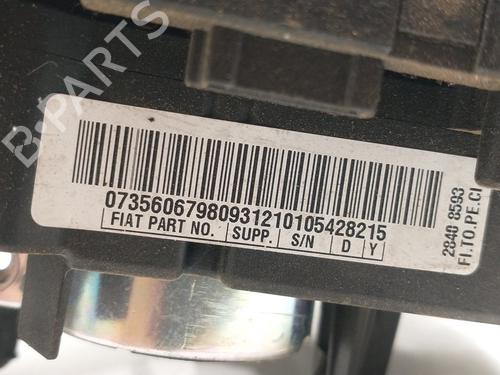 B-PARTS
07356067980931210105428215
FIAT PART NO. SUPP. S/N D Y
2840 8593
FI.TO.PE.CI